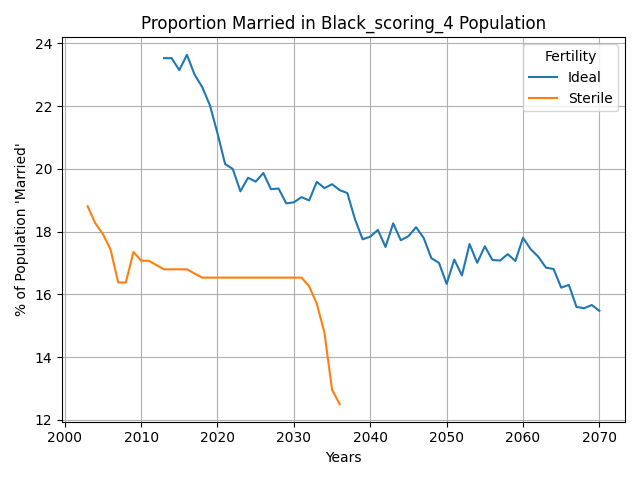 Proportion Married in Black_scoring_4 Population
Fertility
Ideal
Sterile
% of Population 'Married'
24
22
20
18
16
14
12
2000 2010 2020 2030 2040 2050 2060 2070
Years